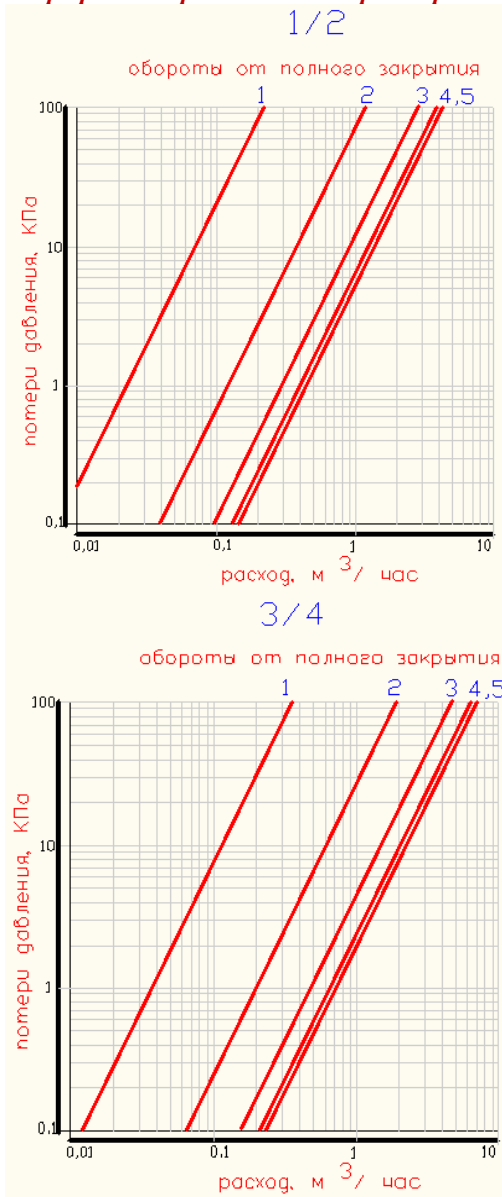 1/2
обороты от полного закрытия
1 2 3 4,5
100
10
1
0,1
потери давления, КПа
0,01 0,1 1 10
расход, м 3/ час
3/4
обороты от полного закрытия
1 2 3 4,5
100
10
1
0.1
потери давления, КПа
0,01 0.1 1 10
расход, м 3/ час